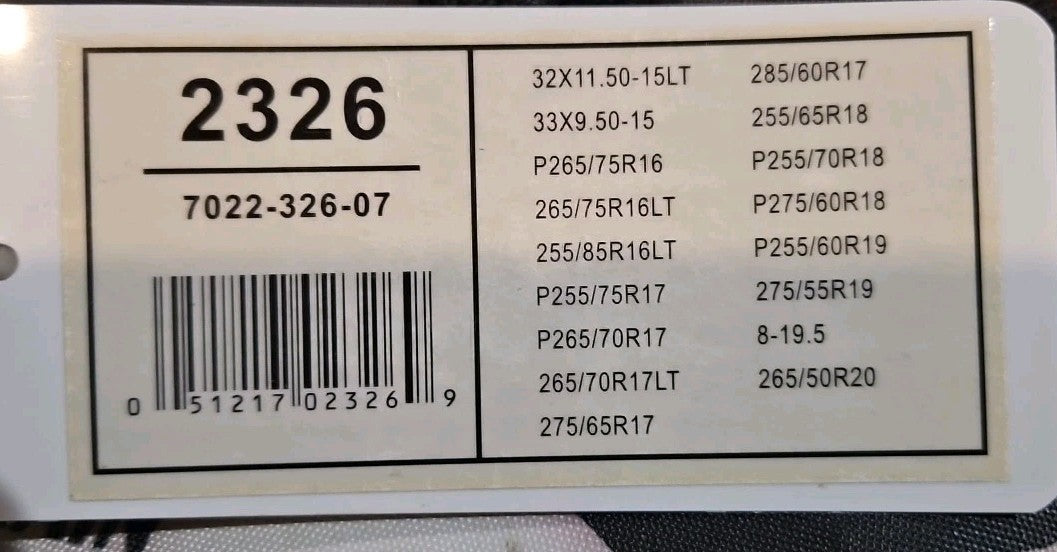 2326
7022-326-07
0 51217 02326 9
32X11.50-15LT
33X9.50-15
P265/75R16
265/75R16LT
255/85R16LT
P255/75R17
P265/70R17
265/70R17LT
275/65R17
285/60R17
255/65R18
P255/70R18
P275/60R18
P255/60R19
275/55R19
8-19.5
265/50R20